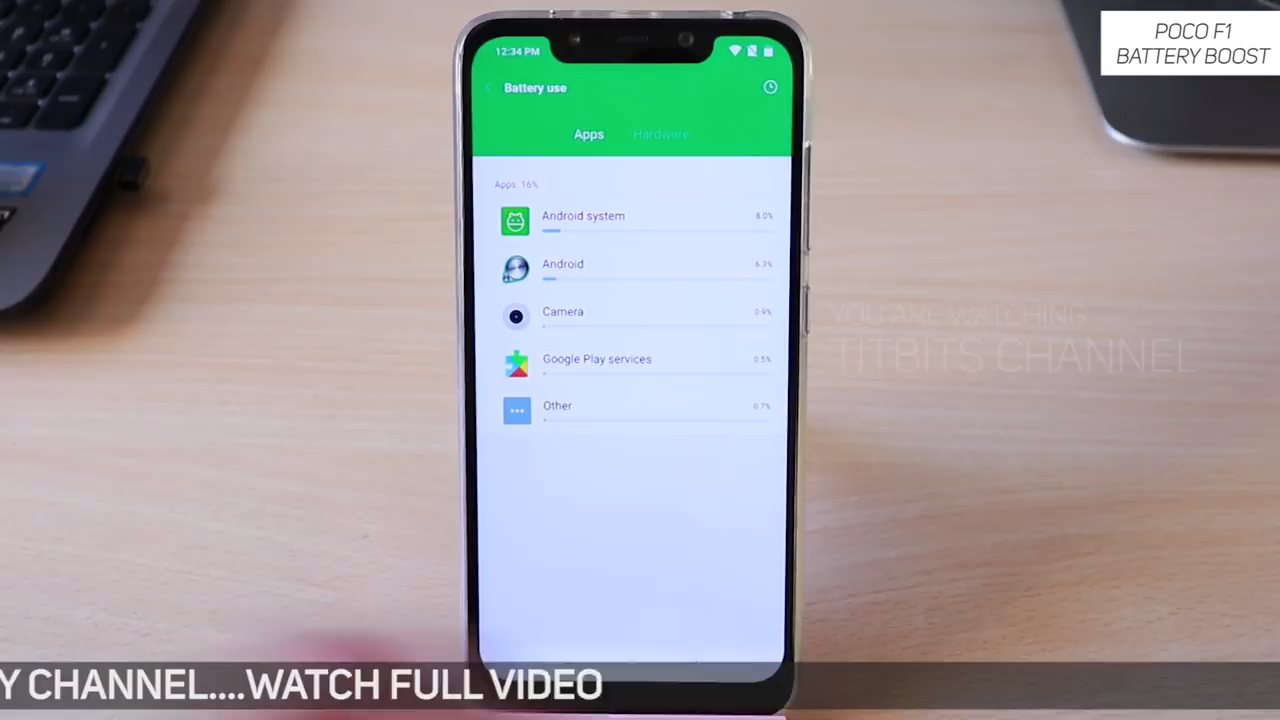 POCO F1
BATTERY BOOST
12:34 PM
Battery use
Apps Hardware
Apps: 16%
Android system 8.0%
Android 6.3%
Camera 0.9%
Google Play services 0.5%
Other 0.7%
YOU ARE WATCHING
TITBITS CHANNEL
Y CHANNEL....WATCH FULL VIDEO